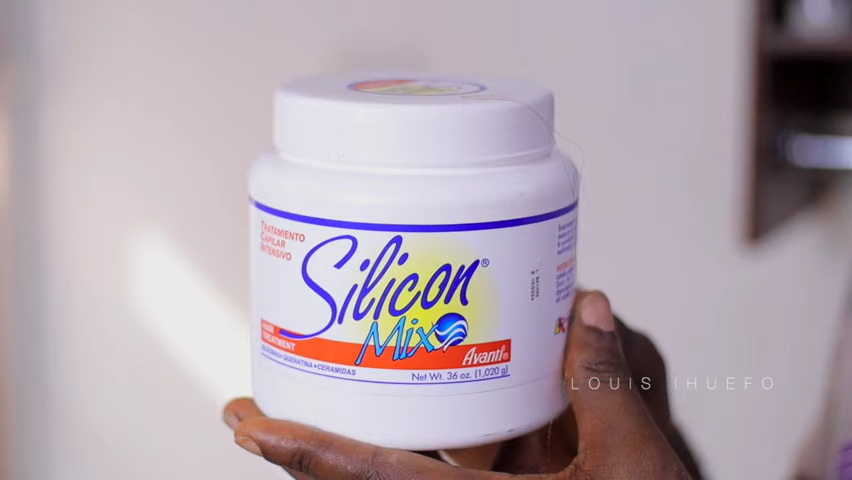 TRATAMIENTO
CAPILAR
INTENSIVO
Silicon®
Mix
HAIR
TREATMENT
Avanti®
QUERATINA • CERAMIDAS
Net Wt. 36 oz. (1,020 g)
LOUIS IHUEFO